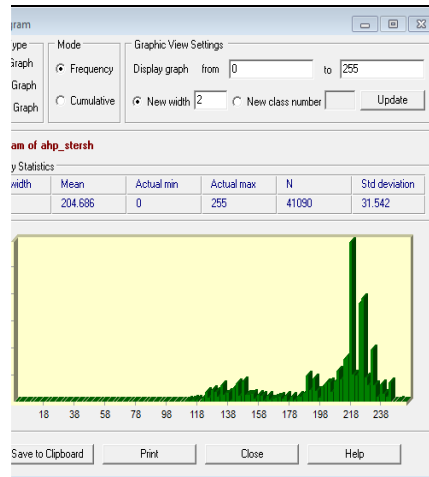 gram
ype Mode Graphic View Settings
Graph Frequency Display graph from 0 to 255
Graph
Graph Cumulative New width 2 New class number Update
am of ahp_stersh
y Statistics
width Mean Actual min Actual max N Std deviation
204.686 0 255 41090 31.542
18 38 58 78 98 118 138 158 178 198 218 238
Save to Clipboard Print Close Help